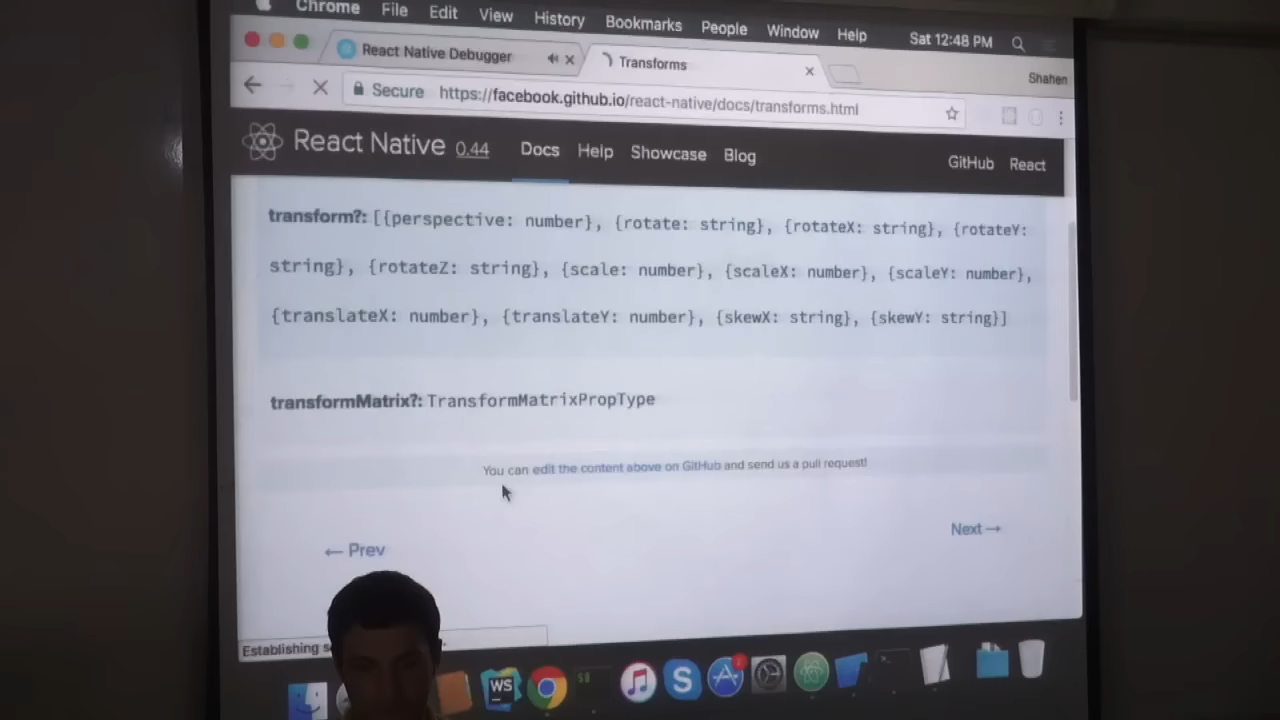 Chrome File Edit View History Bookmarks People Window Help Sat 12:48 PM
React Native Debugger Transforms Shahen
Secure https://facebook.github.io/react-native/docs/transforms.html
React Native 0.44 Docs Help Showcase Blog GitHub React
transform?: [{perspective: number}, {rotate: string}, {rotateX: string}, {rotateY:
string}, {rotateZ: string}, {scale: number}, {scaleX: number}, {scaleY: number},
{translateX: number}, {translateY: number}, {skewX: string}, {skewY: string}]
transformMatrix?: TransformMatrixPropType
You can edit the content above on GitHub and send us a pull request!
Next →
← Prev
Establishing
WS